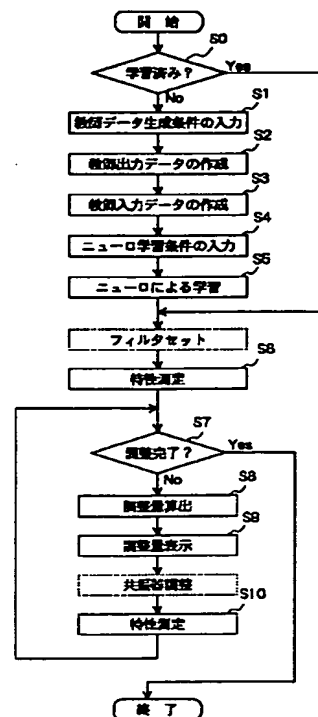 開 始
S0
学習済み？
Yes
No
S1
教師データ生成条件の入力
S2
教師出力データの作成
S3
教師入力データの作成
S4
ニューロ学習条件の入力
S5
ニューロによる学習
フィルタセット
S6
特性測定
S7
調整完了？
Yes
No
S8
調整量算出
S9
調整量表示
共振器調整
S10
特性測定
終 了